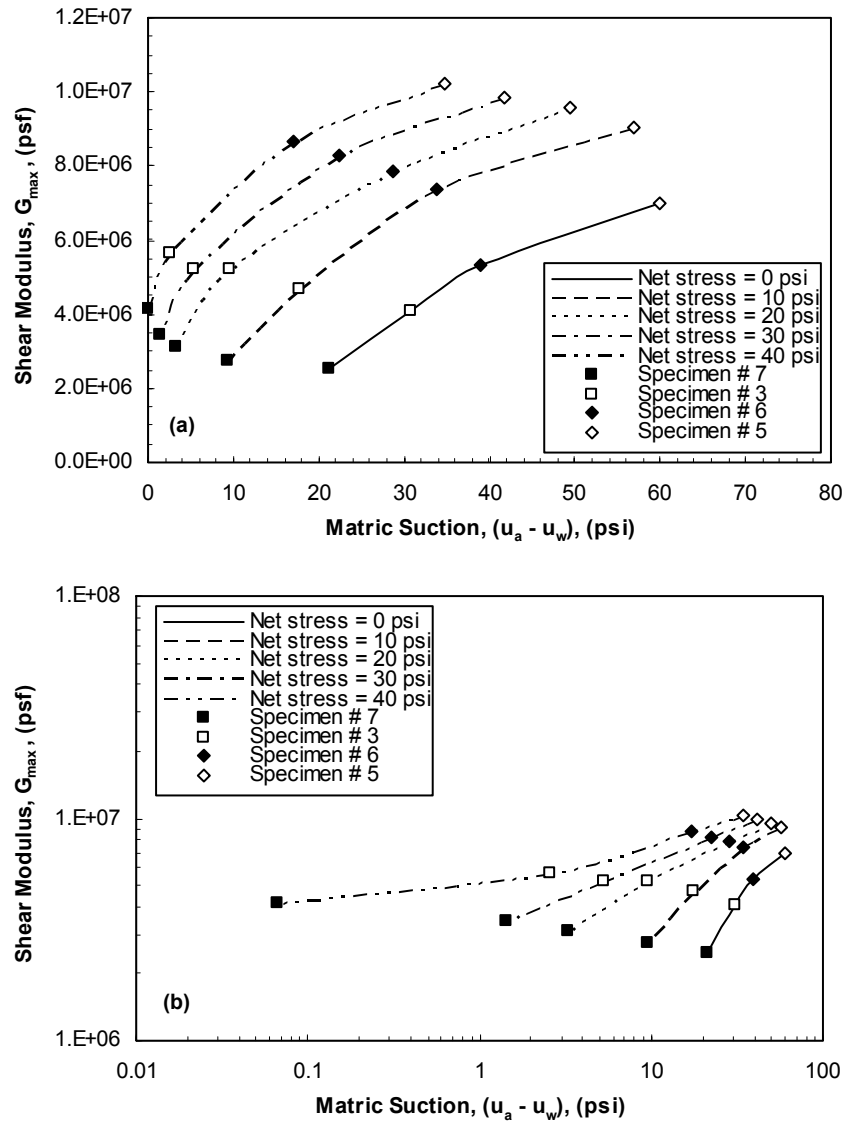 1.2E+07
1.0E+07
8.0E+06
6.0E+06
4.0E+06
2.0E+06
0.0E+00
Shear Modulus, Gmax , (psf)
(a)
Net stress = 0 psi
Net stress = 10 psi
Net stress = 20 psi
Net stress = 30 psi
Net stress = 40 psi
Specimen # 7
Specimen # 3
Specimen # 6
Specimen # 5
0 10 20 30 40 50 60 70 80
Matric Suction, (ua - uw), (psi)
1.E+08
1.E+07
1.E+06
Shear Modulus, Gmax , (psf)
Net stress = 0 psi
Net stress = 10 psi
Net stress = 20 psi
Net stress = 30 psi
Net stress = 40 psi
Specimen # 7
Specimen # 3
Specimen # 6
Specimen # 5
(b)
0.01 0.1 1 10 100
Matric Suction, (ua - uw), (psi)